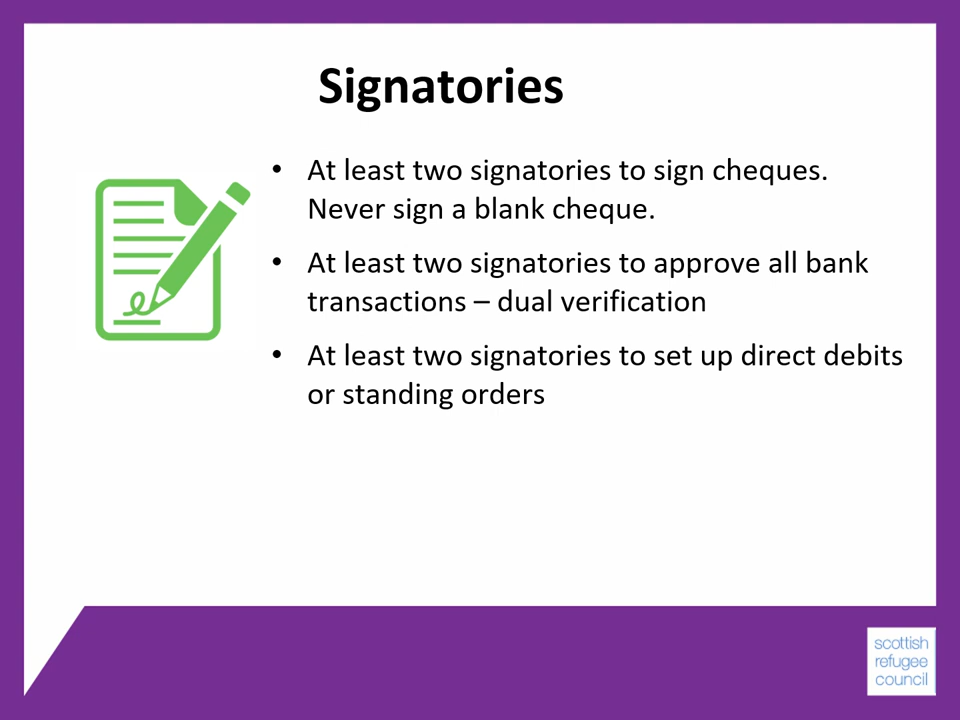 Signatories
• At least two signatories to sign cheques.
Never sign a blank cheque.
• At least two signatories to approve all bank
transactions – dual verification
• At least two signatories to set up direct debits
or standing orders
scottish
refugee
council